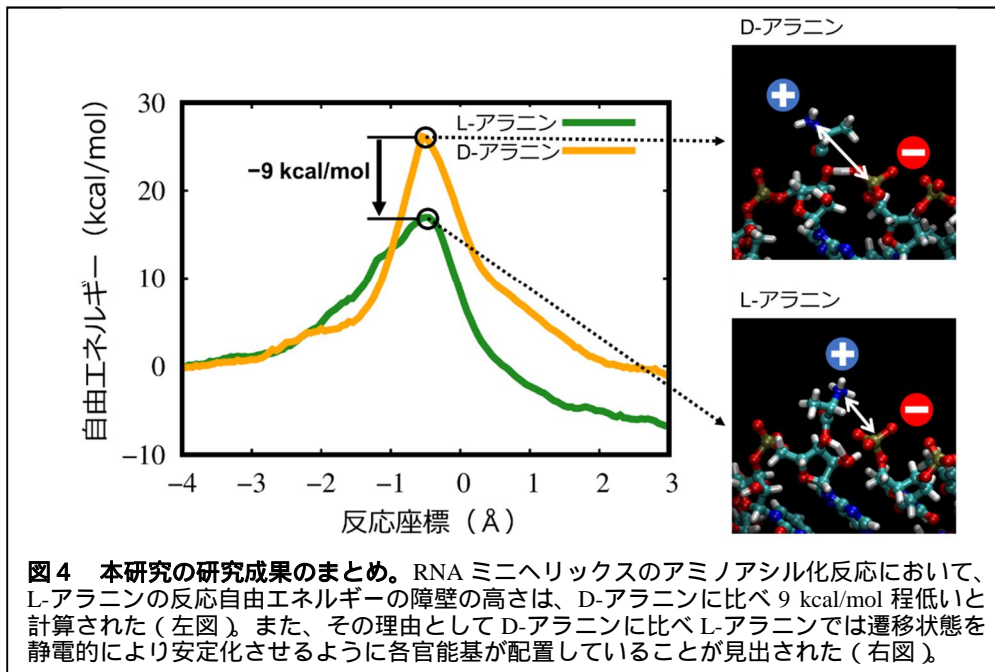 D-アラニン
L-アラニン
D-アラニン
−9 kcal/mol
自由エネルギー（kcal/mol）
30
20
10
0
−10
−4
−3
−2
−1
0
1
2
3
反応座標（Å）
L-アラニン
図４　本研究の研究成果のまとめ。RNA ミニヘリックスのアミノアシル化反応において、
L-アラニンの反応自由エネルギーの障壁の高さは、D-アラニンに比べ 9 kcal/mol 程低いと
計算された（左図）。また、その理由として D-アラニンに比べ L-アラニンでは遷移状態を
静電的により安定化させるように各官能基が配置していることが見出された（右図）。